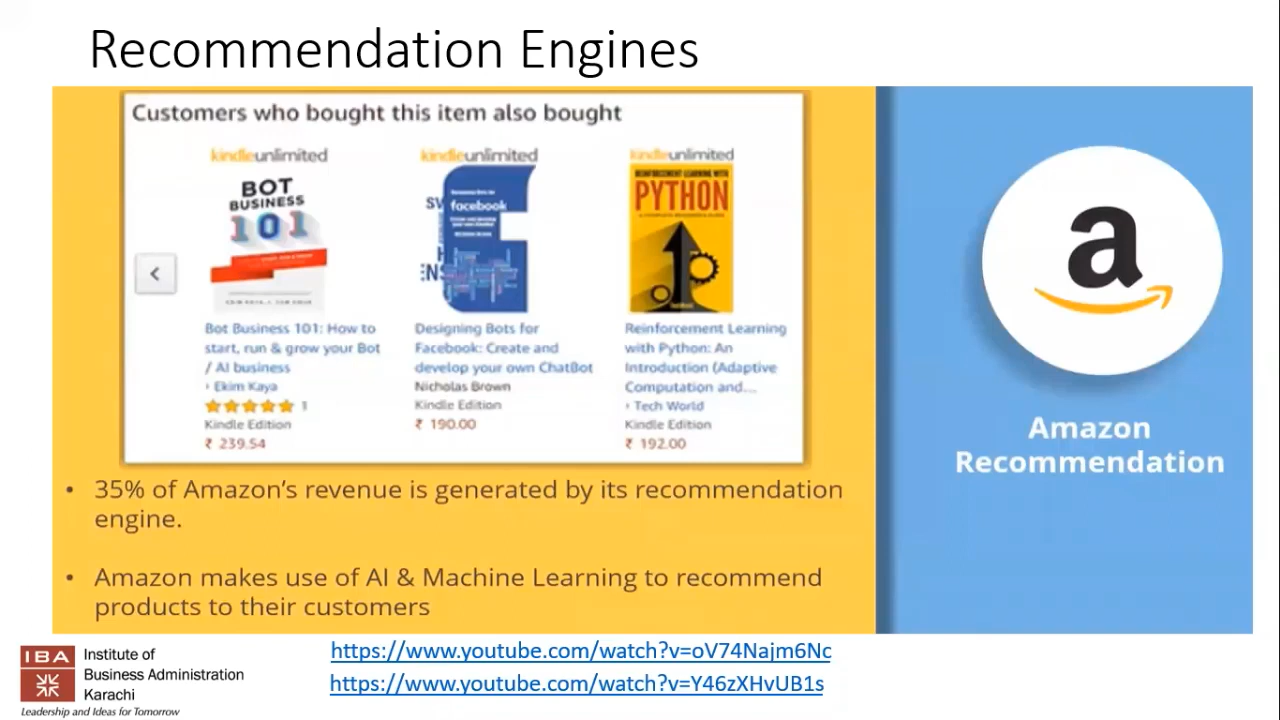 Recommendation Engines
Customers who bought this item also bought
kindleunlimited
kindleunlimited
kindleunlimited
BOT
BUSINESS
101
facebook
REINFORCEMENT LEARNING WITH
PYTHON
Bot Business 101: How to
start, run & grow your Bot
/ AI business
› Ekim Kaya
1
Kindle Edition
₹ 239.54
Designing Bots for
Facebook: Create and
develop your own ChatBot
Nicholas Brown
Kindle Edition
₹ 190.00
Reinforcement Learning
with Python: An
Introduction (Adaptive
Computation and...
› Tech World
Kindle Edition
₹ 192.00
a
Amazon
Recommendation
• 35% of Amazon's revenue is generated by its recommendation
engine.
• Amazon makes use of AI & Machine Learning to recommend
products to their customers
IBA
Institute of
Business Administration
Karachi
Leadership and Ideas for Tomorrow
https://www.youtube.com/watch?v=oV74Najm6Nc
https://www.youtube.com/watch?v=Y46zXHvUB1s